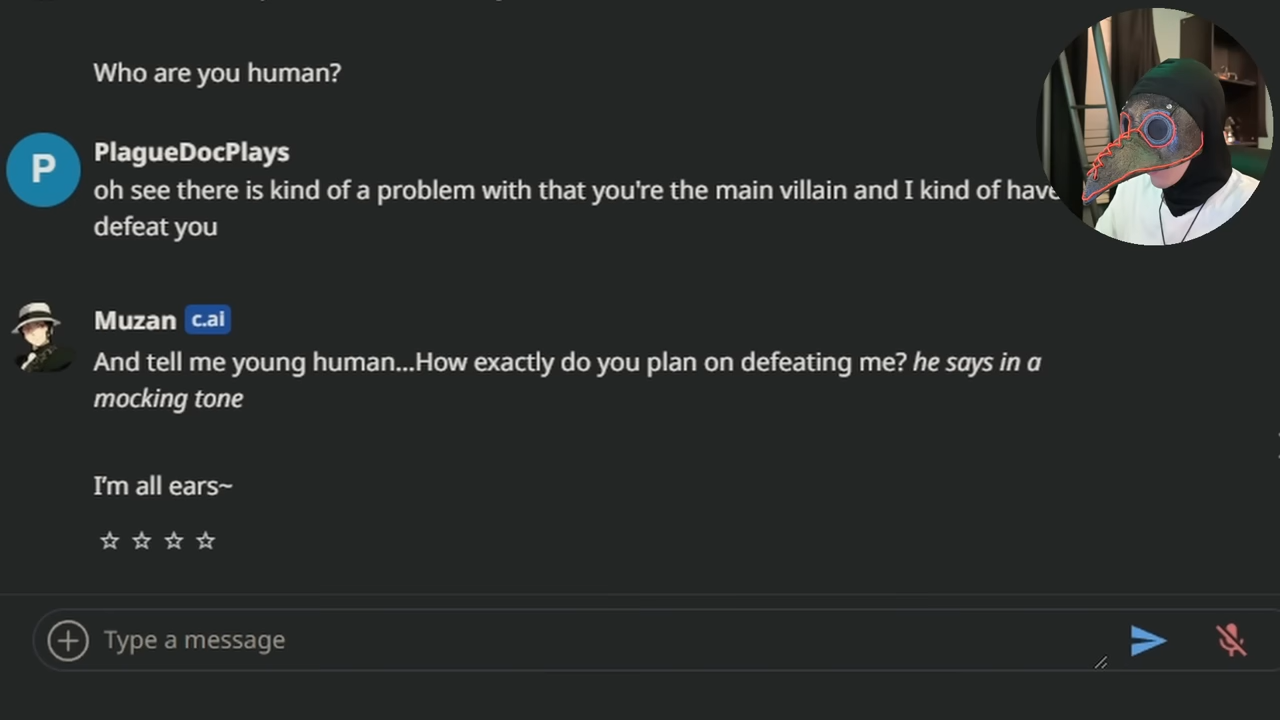 Who are you human?
P
PlagueDocPlays
oh see there is kind of a problem with that you're the main villain and I kind of have
defeat you
Muzan c.ai
And tell me young human...How exactly do you plan on defeating me? he says in a
mocking tone
I'm all ears~
Type a message